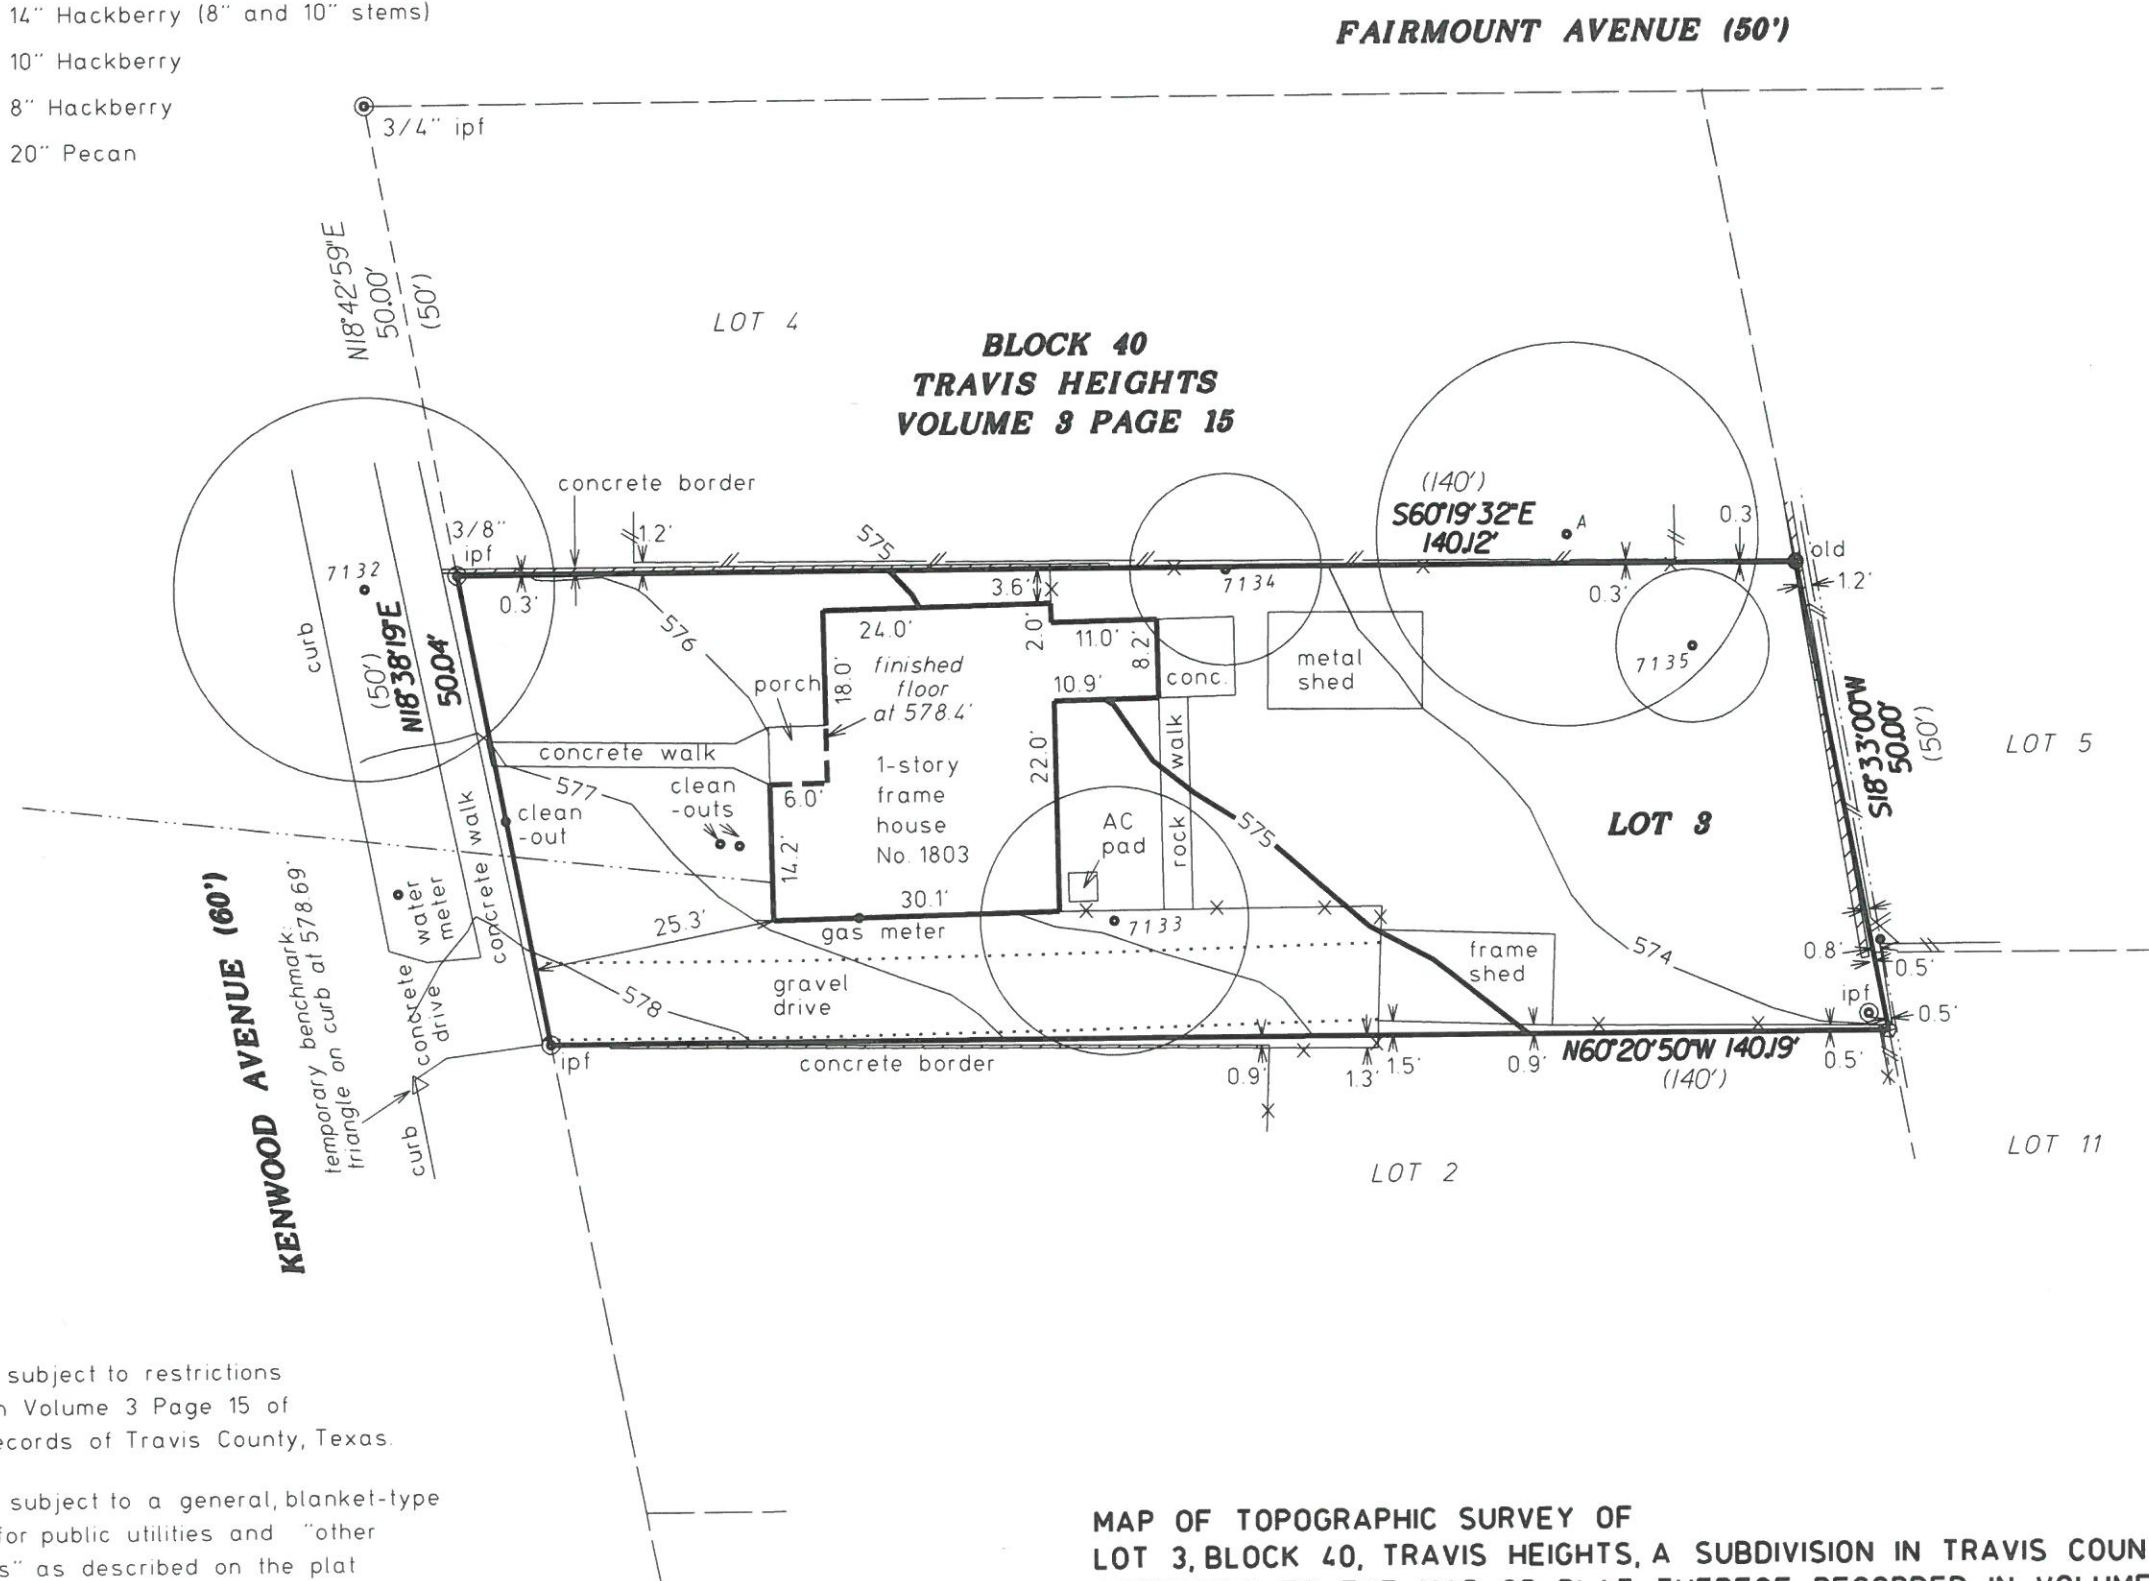 14" Hackberry (8" and 10" stems)
10" Hackberry
8" Hackberry
20" Pecan
FAIRMOUNT AVENUE (50')
3/4" ipf
N18°42'59"E
50.00'
(50')
LOT 4
BLOCK 40
TRAVIS HEIGHTS
VOLUME 3 PAGE 15
concrete border
3/8"
ipf
1.2'
575
(140')
S60°19'32"E
140.12'
A
0.3
old
1.2'
7132
0.3'
3.6'
7134
0.3'
curb
(50')
N18°38'19"E
50.04'
576
24.0'
2.0'
11.0'
8.2'
conc.
metal
shed
7135
porch
18.0'
finished
floor
at 578.4'
10.9'
S18°33'00"W
50.00'
(50')
LOT 5
concrete walk
rock walk
22.0'
1-story
frame
house
No. 1803
577
6.0'
clean
-outs
clean
-out
concrete walk
14.2'
AC
pad
575
LOT 3
water
meter
30.1'
25.3'
gas meter
7133
KENWOOD AVENUE (60')
temporary benchmark:
triangle on curb at 578.69'
concrete
drive
578
gravel
drive
frame
shed
574
0.8'
0.5'
ipf
0.5'
ipf
concrete border
0.9'
1.3'
1.5'
0.9'
N60°20'50"W 140.19'
(140')
0.5'
curb
LOT 2
LOT 11
subject to restrictions
Volume 3 Page 15 of
ecords of Travis County, Texas.
subject to a general, blanket-type
for public utilities and "other
s" as described on the plat
MAP OF TOPOGRAPHIC SURVEY OF
LOT 3, BLOCK 40, TRAVIS HEIGHTS, A SUBDIVISION IN TRAVIS COUN